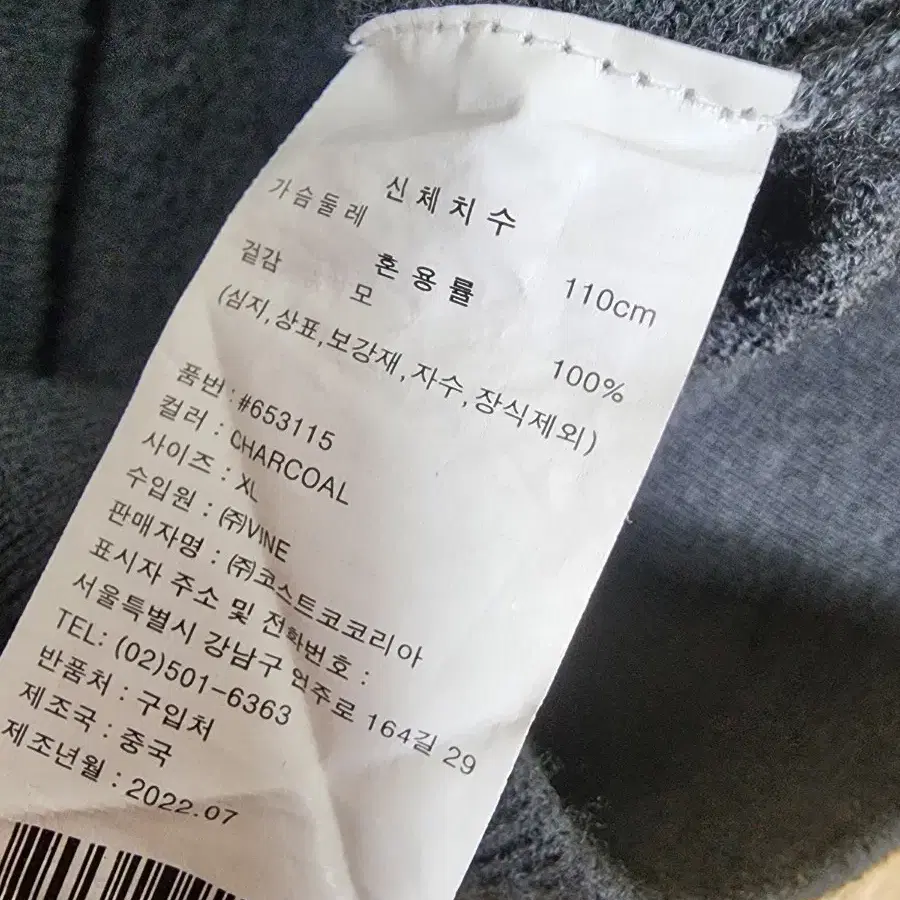 신체치수
가슴둘레 110cm
혼용률
겉감 모 100%
(심지,상표,보강재,자수,장식제외)
품번 : #653115
컬러 : CHARCOAL
사이즈 : XL
수입원 : ㈜VINE
판매자명 : ㈜코스트코코리아
표시자 주소 및 전화번호 :
서울특별시 강남구 언주로 164길 29
TEL: (02)501-6363
반품처 : 구입처
제조국 : 중국
제조년월 : 2022.07